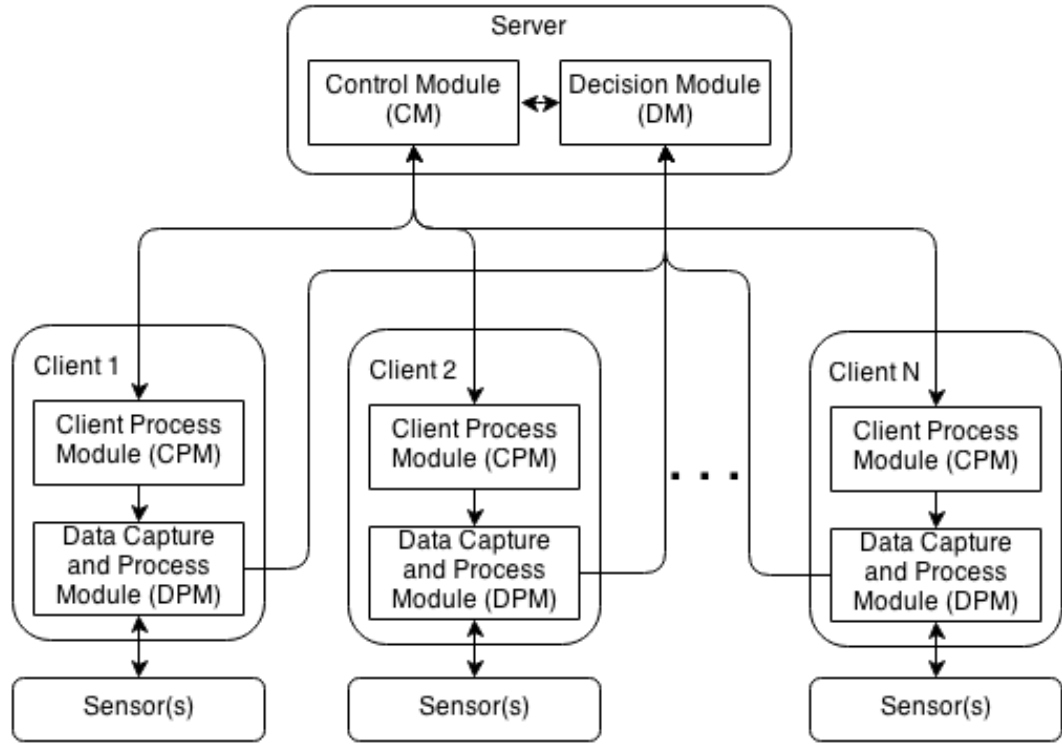 Server
Control Module
(CM)
Decision Module
(DM)
Client 1
Client Process
Module (CPM)
Data Capture
and Process
Module (DPM)
Sensor(s)
Client 2
Client Process
Module (CPM)
Data Capture
and Process
Module (DPM)
Sensor(s)
. . .
Client N
Client Process
Module (CPM)
Data Capture
and Process
Module (DPM)
Sensor(s)